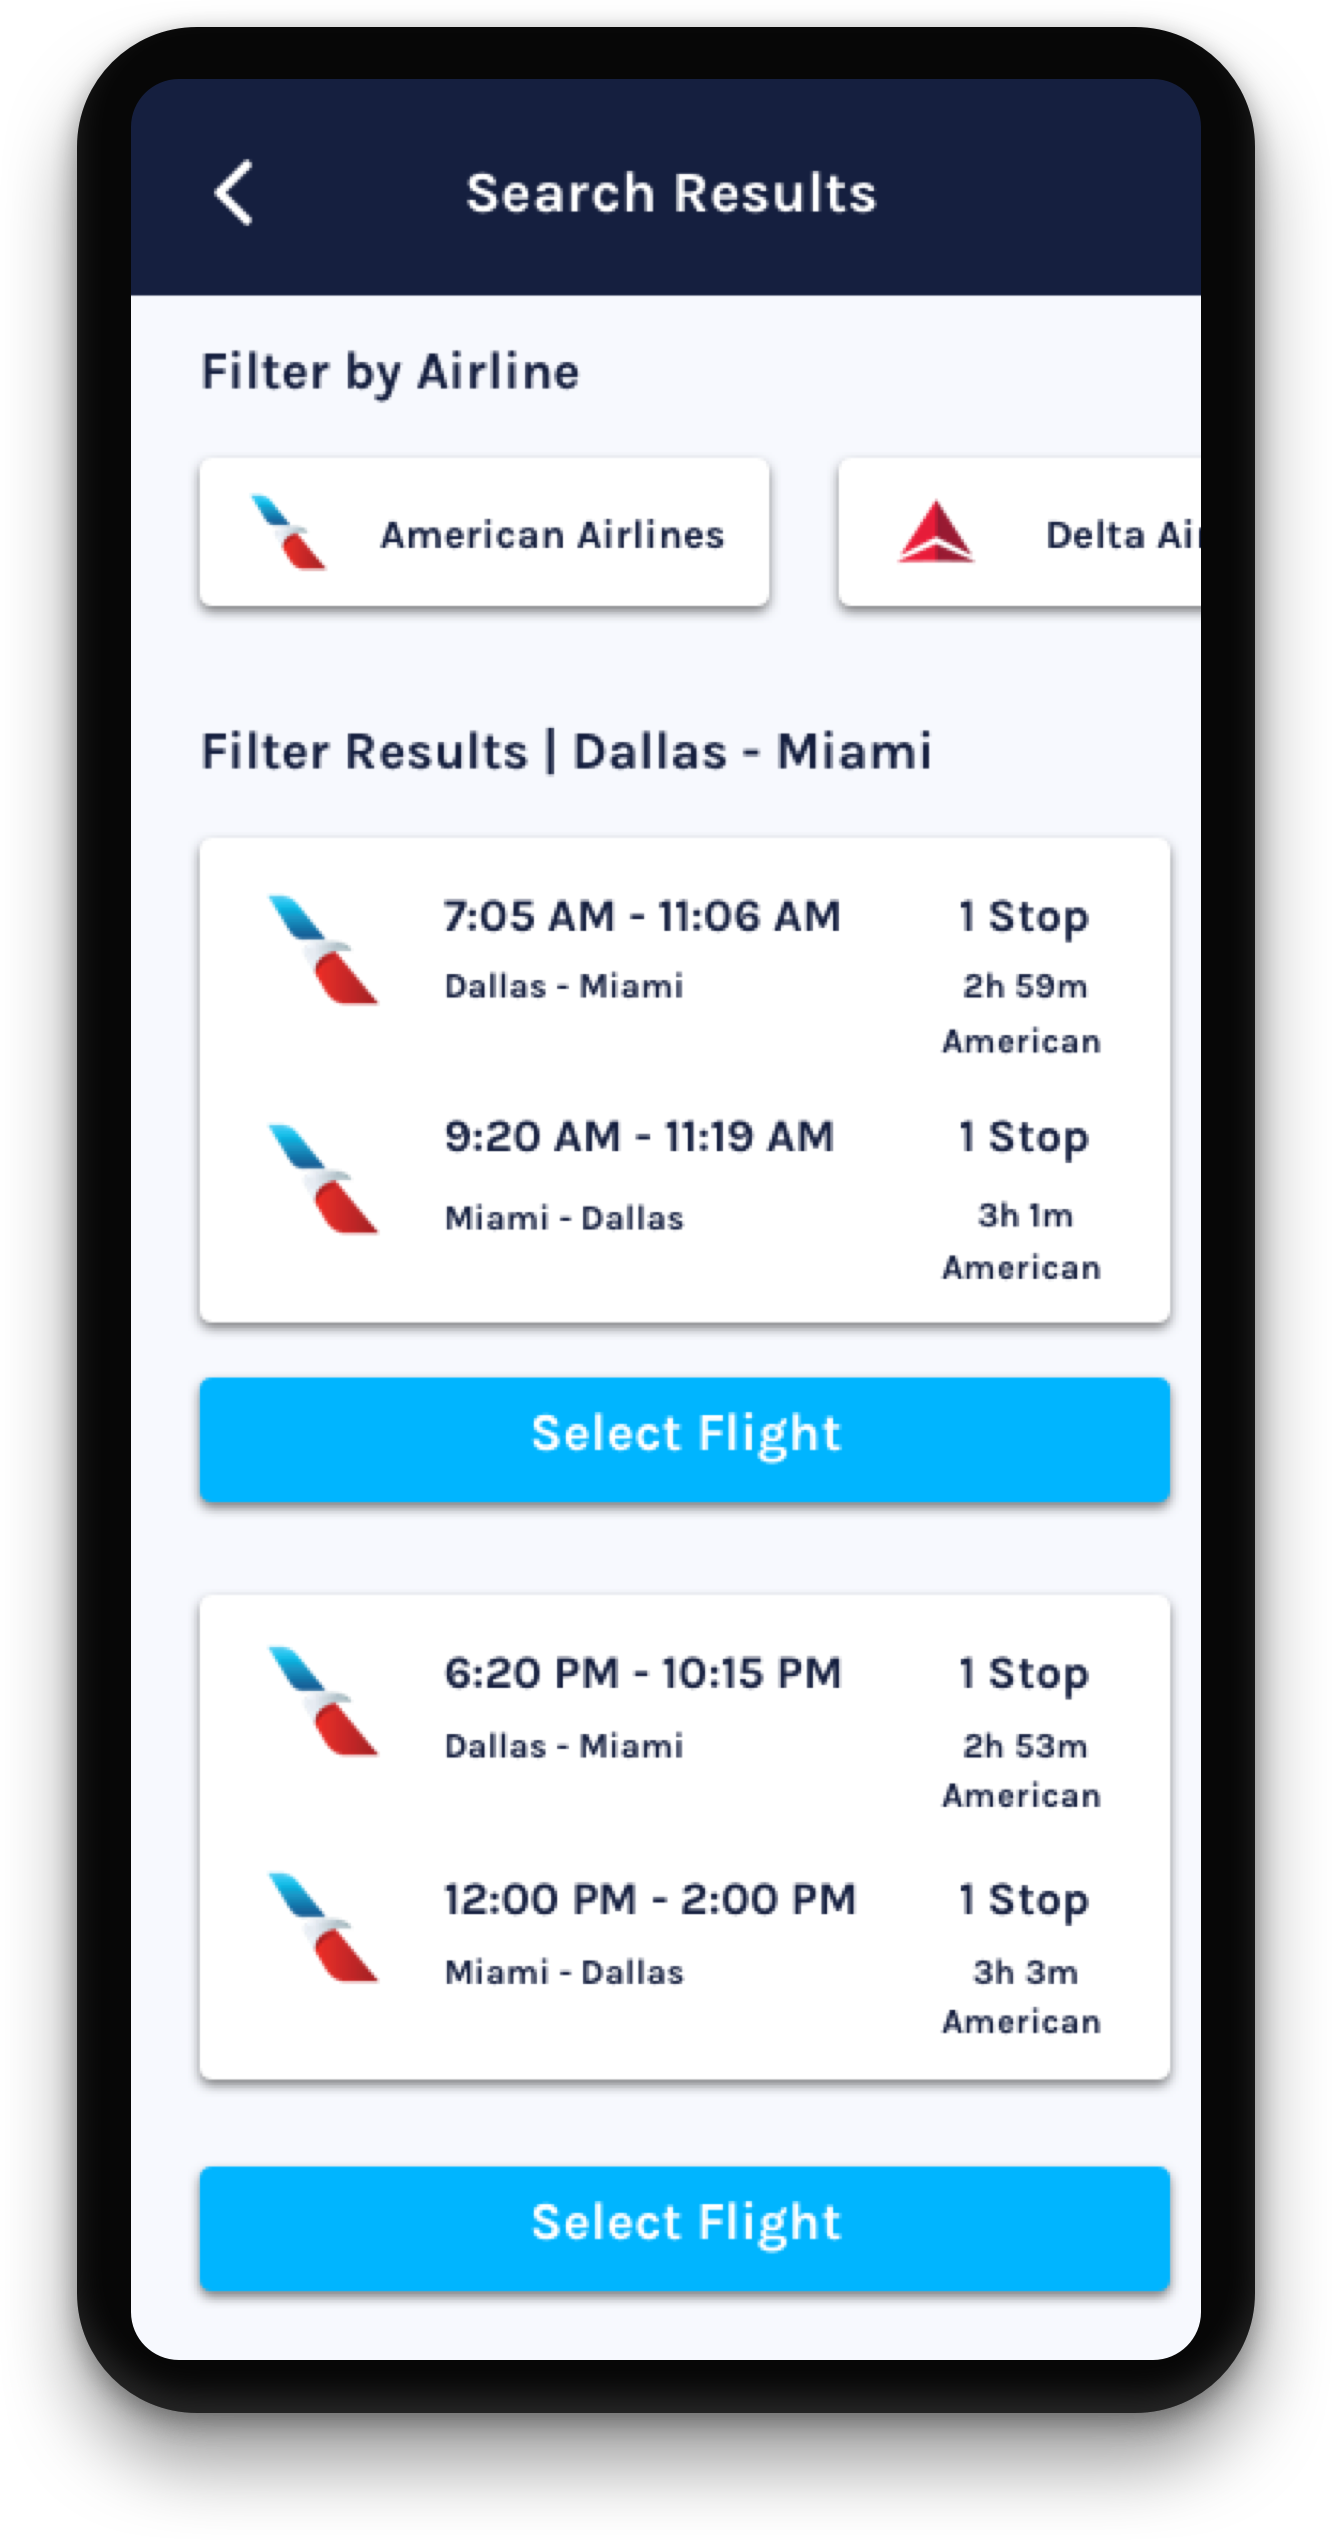 Search Results
Filter by Airline
American Airlines
Delta Air
Filter Results | Dallas - Miami
7:05 AM - 11:06 AM
1 Stop
Dallas - Miami
2h 59m
American
9:20 AM - 11:19 AM
1 Stop
Miami - Dallas
3h 1m
American
Select Flight
6:20 PM - 10:15 PM
1 Stop
Dallas - Miami
2h 53m
American
12:00 PM - 2:00 PM
1 Stop
Miami - Dallas
3h 3m
American
Select Flight